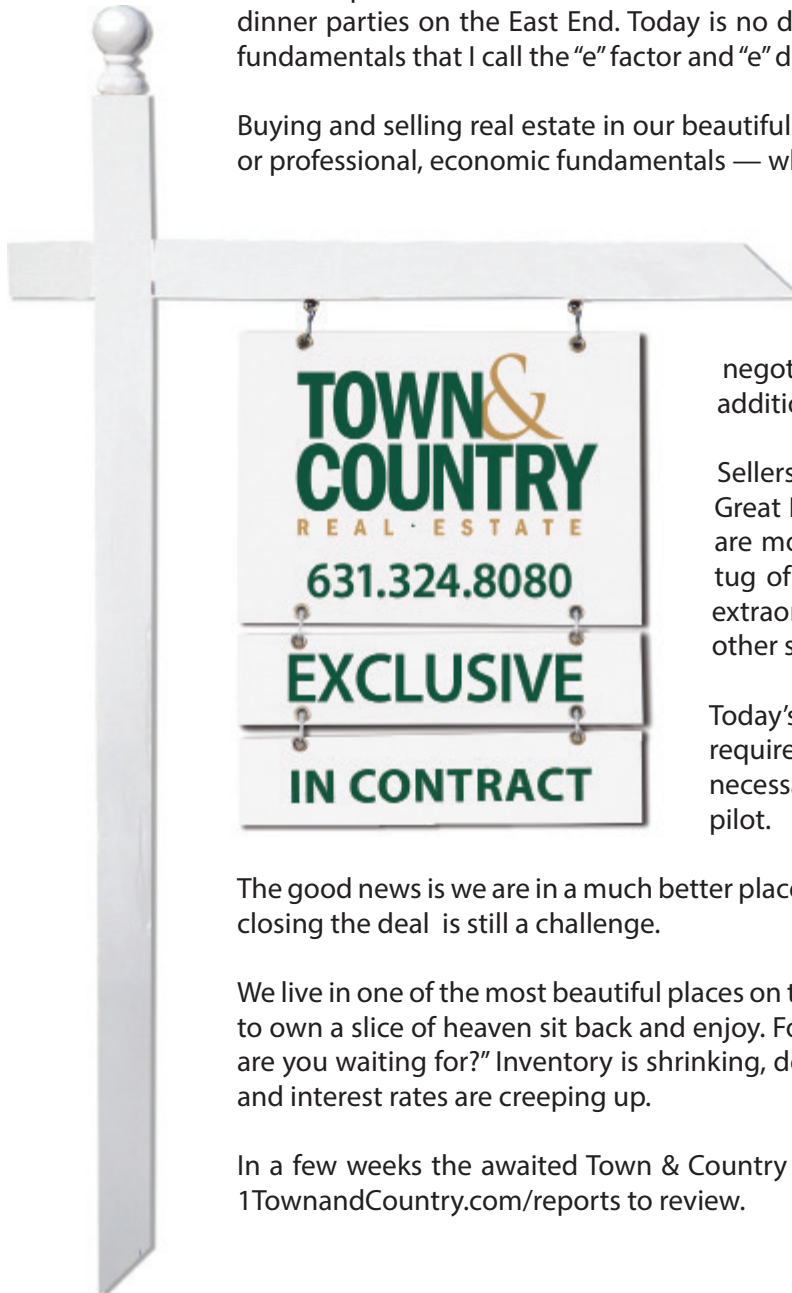 dinner parties on the East End. Today is no d
fundamentals that I call the “e” factor and “e” d
Buying and selling real estate in our beautiful
or professional, economic fundamentals — w
negot
additio
Sellers
Great
are mo
tug of
extraor
other s
Today’s
require
necessa
pilot.
TOWN&
COUNTRY
REAL·ESTATE
631.324.8080
EXCLUSIVE
IN CONTRACT
The good news is we are in a much better place
closing the deal is still a challenge.
We live in one of the most beautiful places on t
to own a slice of heaven sit back and enjoy. Fo
are you waiting for?” Inventory is shrinking, de
and interest rates are creeping up.
In a few weeks the awaited Town & Country
1TownandCountry.com/reports to review.